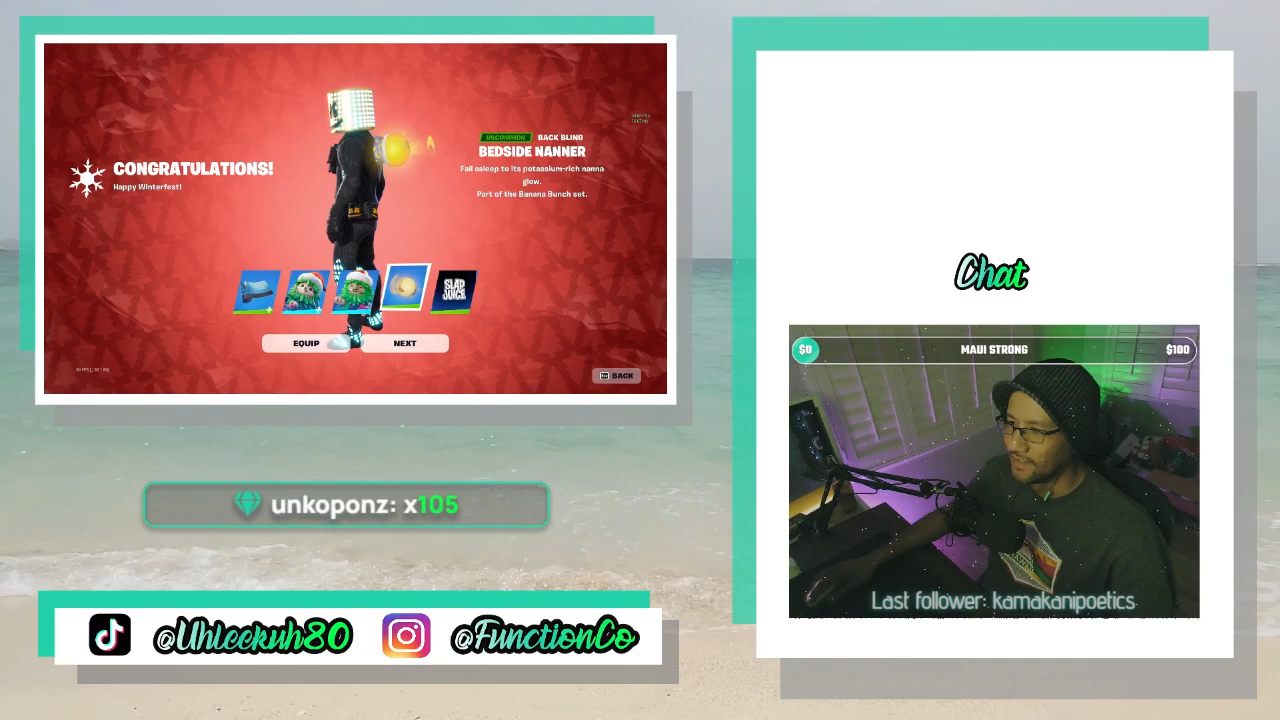 CONGRATULATIONS!
Happy Winterfest!
UNCOMMON BACK BLING
BEDSIDE NANNER
Fall asleep to its potassium-rich nanna
glow.
Part of the Banana Bunch set.
SLAP
JUICE
EQUIP
NEXT
BACK
unkoponz: x105
@Uhleekuh80
@FunctionCo
Chat
$0
MAUI STRONG
$100
Last follower: kamakanipoetics